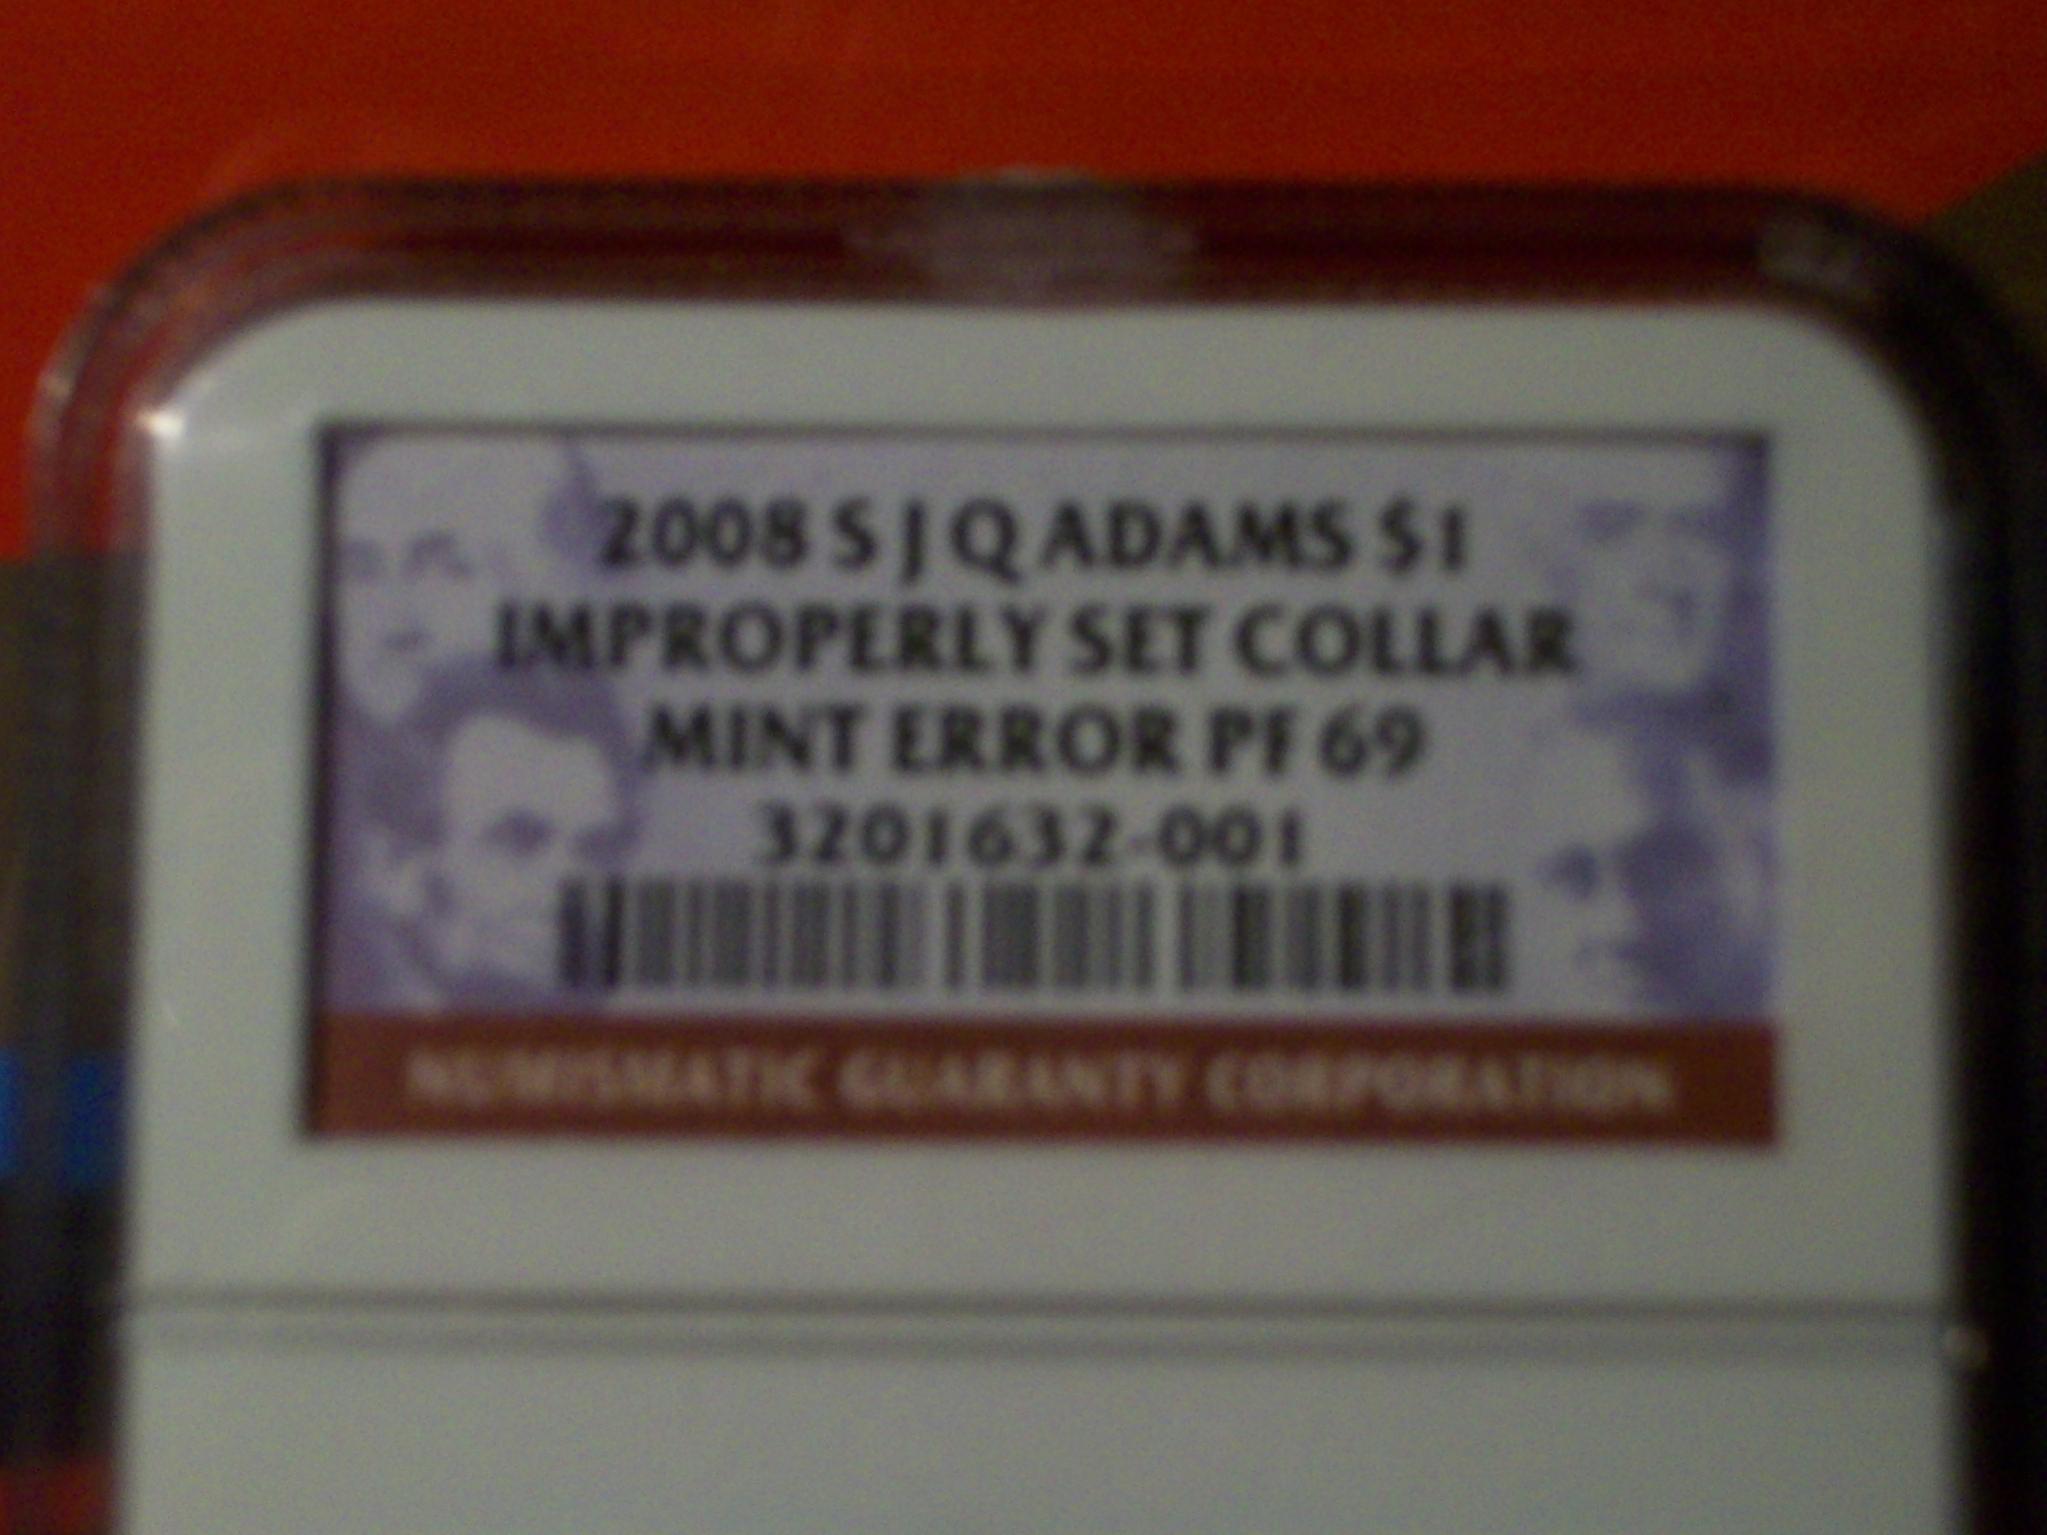 2008 S J Q ADAMS $1
IMPROPERLY SET COLLAR
MINT ERROR PF 69
3201632-001
NUMISMATIC GUARANTY CORPORATION